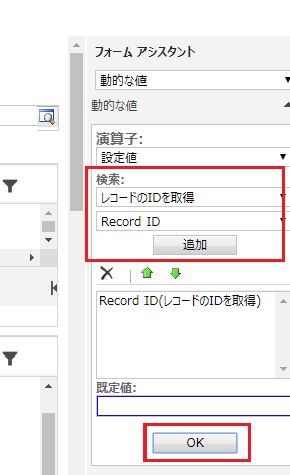 フォーム アシスタント
動的な値
動的な値
演算子:
設定値
検索:
レコードのIDを取得
Record ID
追加
Record ID(レコードのIDを取得)
既定値:
OK